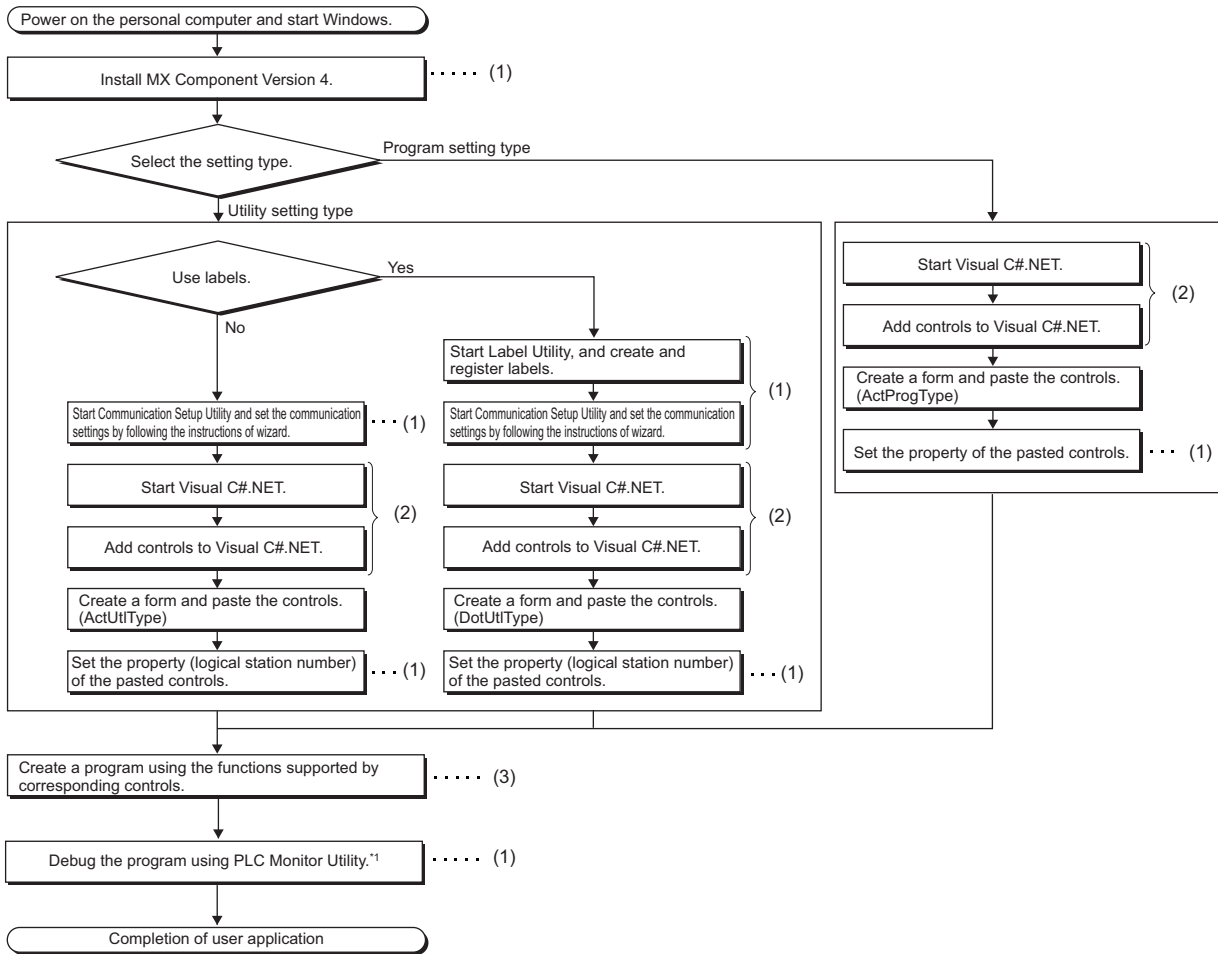 Power on the personal computer and start Windows.
Install MX Component Version 4.
(1)
Select the setting type.
Program setting type
Utility setting type
Use labels.
Yes
No
Start Communication Setup Utility and set the communication
settings by following the instructions of wizard.
(1)
Start Visual C#.NET.
Add controls to Visual C#.NET.
(2)
Create a form and paste the controls.
(ActUtlType)
Set the property (logical station number)
of the pasted controls.
(1)
Start Label Utility, and create and
register labels.
Start Communication Setup Utility and set the communication
settings by following the instructions of wizard.
(1)
Start Visual C#.NET.
Add controls to Visual C#.NET.
(2)
Create a form and paste the controls.
(DotUtlType)
Set the property (logical station number)
of the pasted controls.
(1)
Start Visual C#.NET.
Add controls to Visual C#.NET.
(2)
Create a form and paste the controls.
(ActProgType)
Set the property of the pasted controls.
(1)
Create a program using the functions supported by
corresponding controls.
(3)
Debug the program using PLC Monitor Utility.*1
(1)
Completion of user application